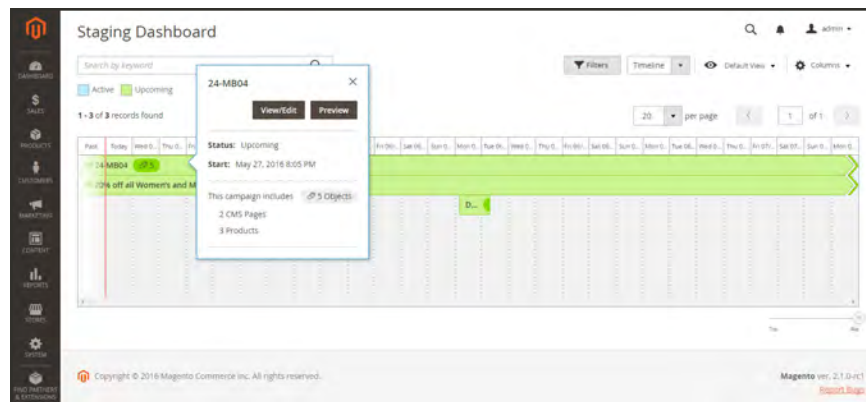 Staging Dashboard
admin
DASHBOARD
SALES
PRODUCTS
CUSTOMERS
MARKETING
CONTENT
REPORTS
STORES
SYSTEM
FIND PARTNERS
& EXTENSIONS
Search by keyword
Filters
Timeline
Default View
Columns
Active
Upcoming
1 - 3 of 3 records found
20
per page
1
of 1
Past
Today
24-MB04
5
20% off all Women's and M
D...
24-MB04
View/Edit
Preview
Status: Upcoming
Start: May 27, 2016 8:05 PM
This campaign includes 5 Objects
2 CMS Pages
3 Products
Copyright © 2016 Magento Commerce Inc. All rights reserved.
Magento ver. 2.1.0-rc1
Report Bugs